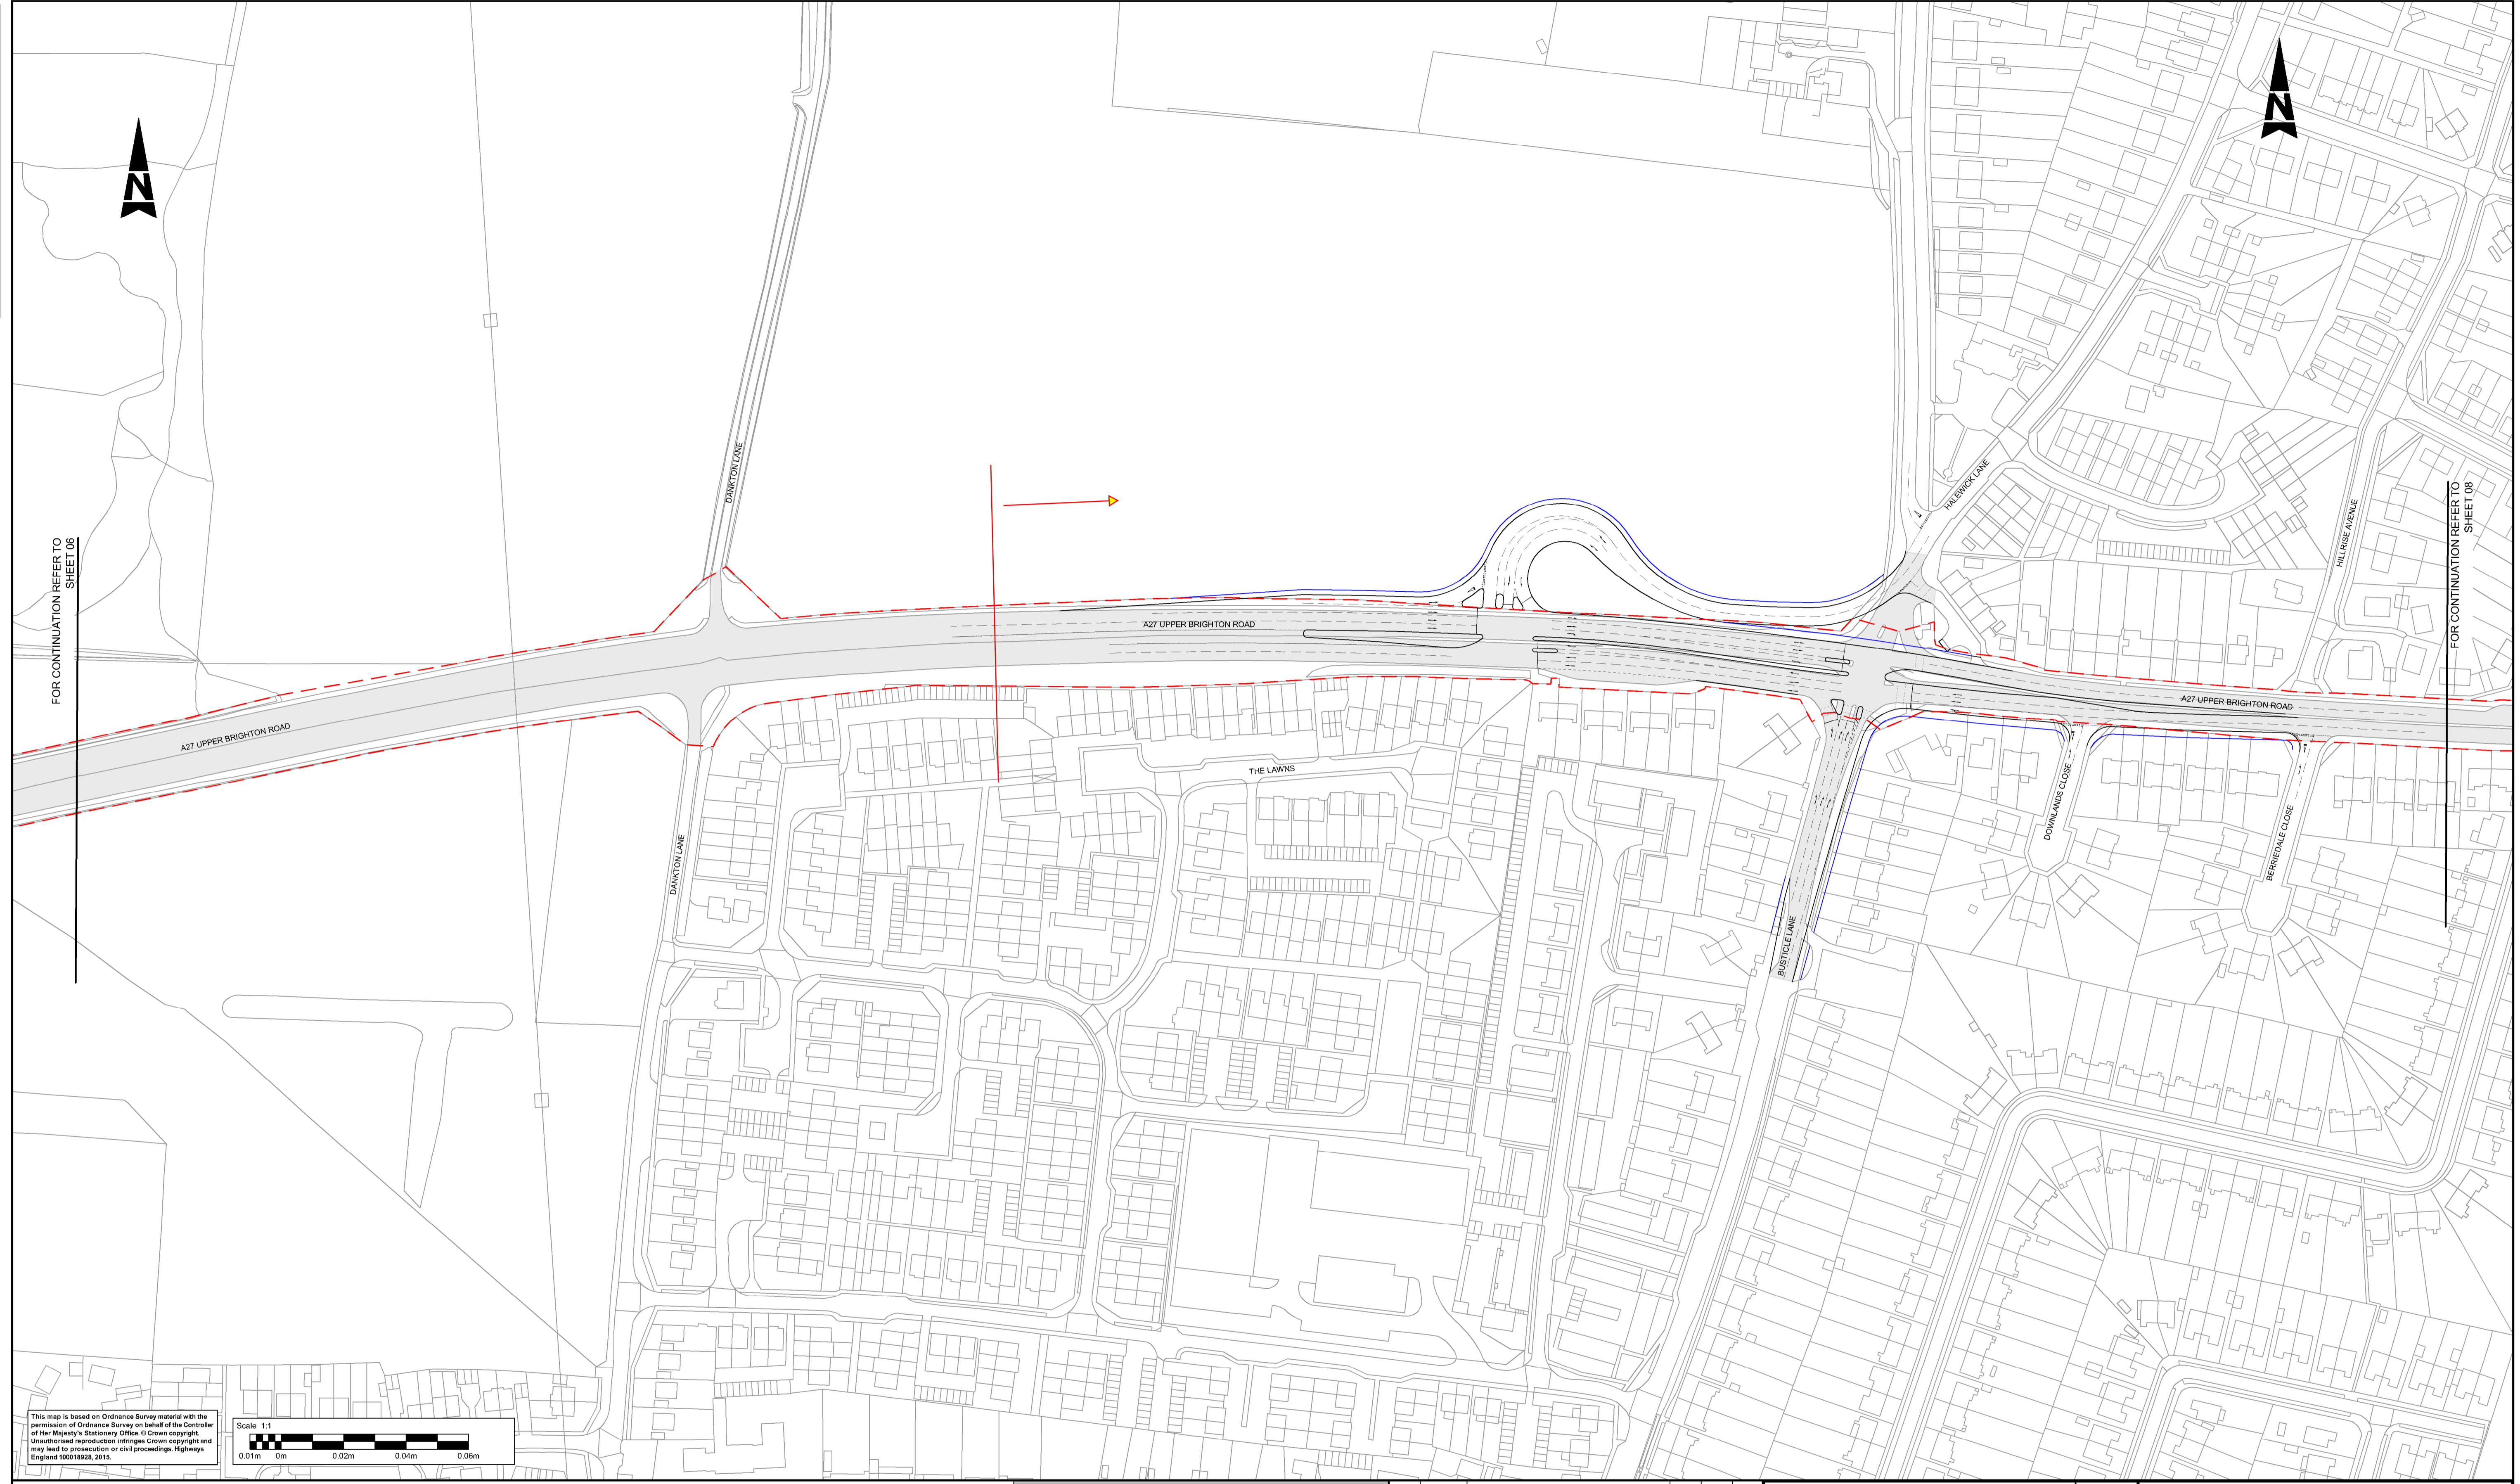 N
N
DANKTON LANE
HALEWICK LANE
HILLRISE AVENUE
FOR CONTINUATION REFER TO
SHEET 06
FOR CONTINUATION REFER TO
SHEET 08
A27 UPPER BRIGHTON ROAD
A27 UPPER BRIGHTON ROAD
A27 UPPER BRIGHTON ROAD
THE LAWNS
DOWNLANDS CLOSE
BERRIEDALE CLOSE
DANKTON LANE
BUSTICLE LANE
This map is based on Ordnance Survey material with the
permission of Ordnance Survey on behalf of the Controller
of Her Majesty's Stationery Office. © Crown copyright.
Unauthorised reproduction infringes Crown copyright and
may lead to prosecution or civil proceedings. Highways
England 100018928, 2015.
Scale 1:1
0.01m 0m 0.02m 0.04m 0.06m